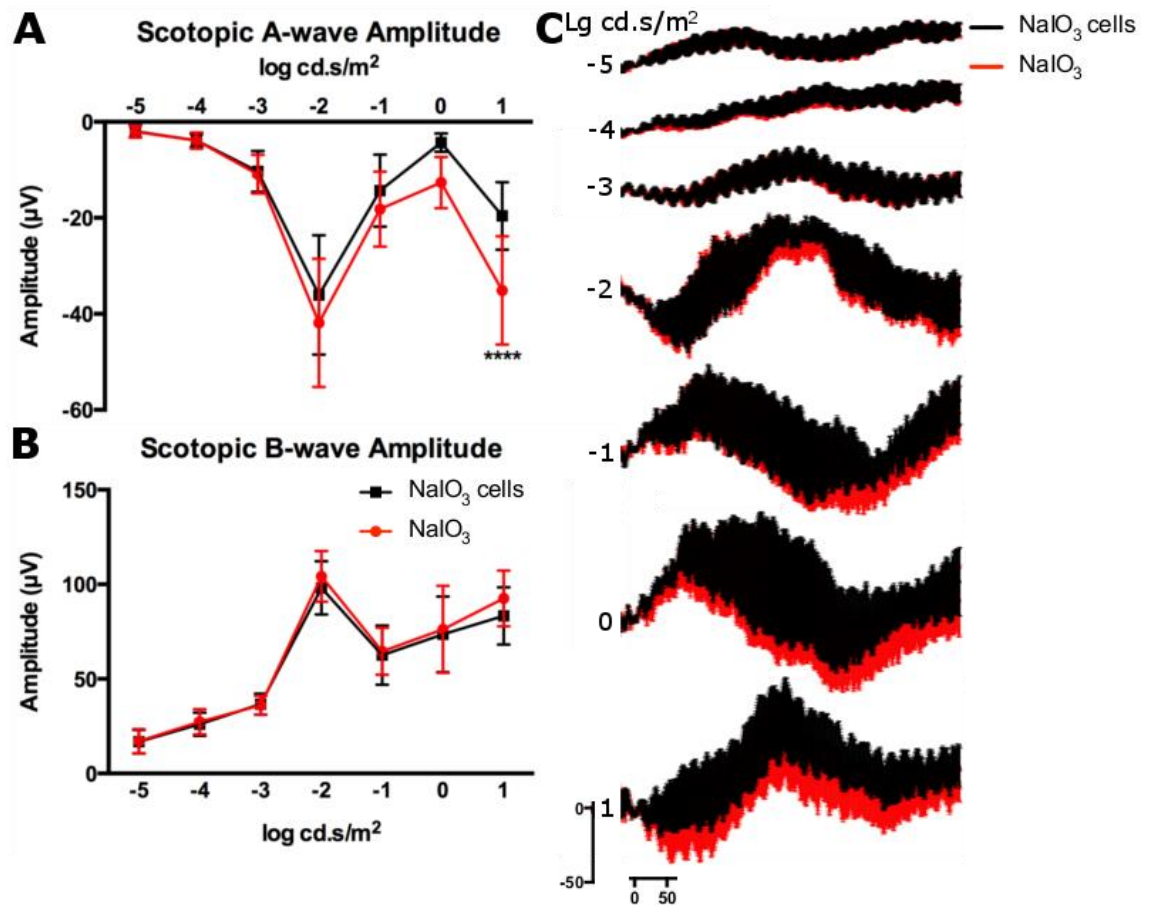 A
Scotopic A-wave Amplitude
log cd.s/m²
-5 -4 -3 -2 -1 0 1
0
-20
-40
-60
Amplitude (µV)
****
B
Scotopic B-wave Amplitude
150
100
50
0
Amplitude (µV)
NaIO₃ cells
NaIO₃
-5 -4 -3 -2 -1 0 1
log cd.s/m²
C
Lg cd.s/m²
NaIO₃ cells
NaIO₃
-5
-4
-3
-2
-1
0
0 1
-50
0 50